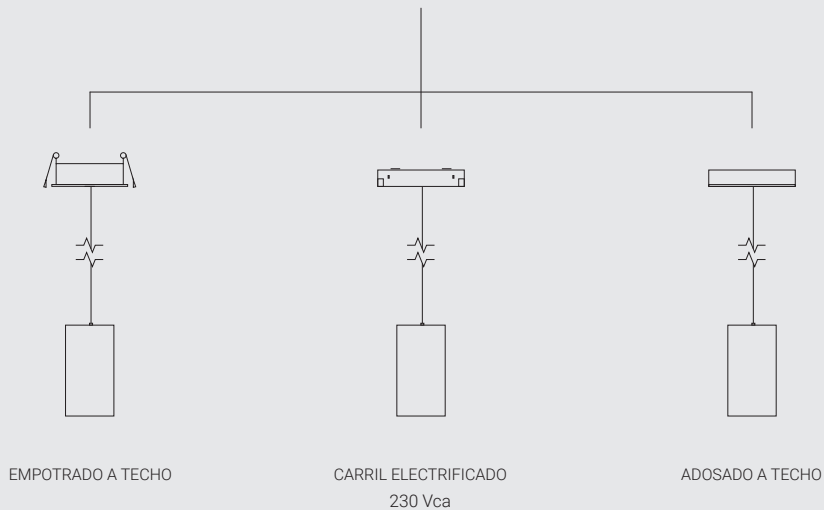 EMPOTRADO A TECHO
CARRIL ELECTRIFICADO
230 Vca
ADOSADO A TECHO